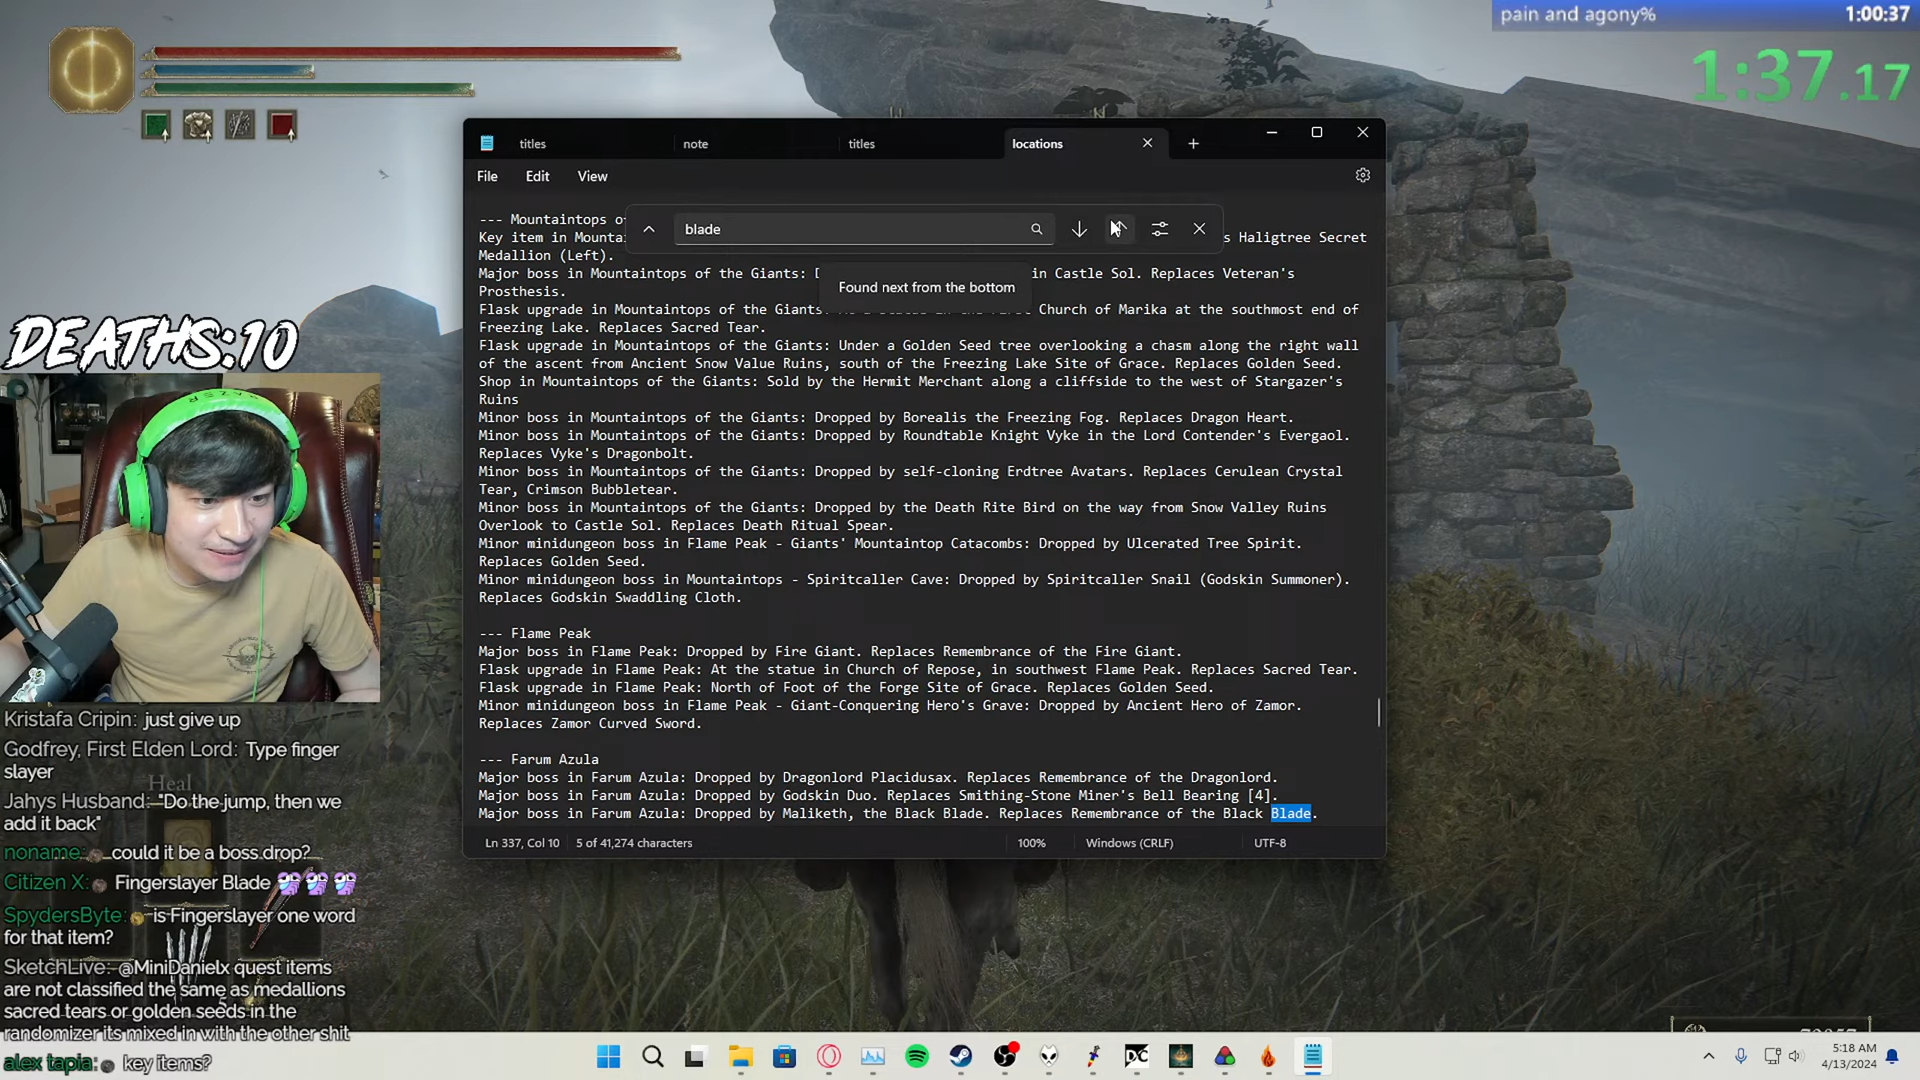 pain and agony%
1:00:37
1:37.17
titles
note
titles
locations
File
Edit
View
blade
Found next from the bottom
--- Mountaintops o
Key item in Mounta
s Haligtree Secret
Medallion (Left).
Major boss in Mountaintops of the Giants: D
in Castle Sol. Replaces Veteran's
Prosthesis.
Flask upgrade in Mountaintops of the Giants:
Church of Marika at the southmost end of
Freezing Lake. Replaces Sacred Tear.
Flask upgrade in Mountaintops of the Giants: Under a Golden Seed tree overlooking a chasm along the right wall
of the ascent from Ancient Snow Value Ruins, south of the Freezing Lake Site of Grace. Replaces Golden Seed.
Shop in Mountaintops of the Giants: Sold by the Hermit Merchant along a cliffside to the west of Stargazer's
Ruins
Minor boss in Mountaintops of the Giants: Dropped by Borealis the Freezing Fog. Replaces Dragon Heart.
Minor boss in Mountaintops of the Giants: Dropped by Roundtable Knight Vyke in the Lord Contender's Evergaol.
Replaces Vyke's Dragonbolt.
Minor boss in Mountaintops of the Giants: Dropped by self-cloning Erdtree Avatars. Replaces Cerulean Crystal
Tear, Crimson Bubbletear.
Minor boss in Mountaintops of the Giants: Dropped by the Death Rite Bird on the way from Snow Valley Ruins
Overlook to Castle Sol. Replaces Death Ritual Spear.
Minor minidungeon boss in Flame Peak - Giants' Mountaintop Catacombs: Dropped by Ulcerated Tree Spirit.
Replaces Golden Seed.
Minor minidungeon boss in Mountaintops - Spiritcaller Cave: Dropped by Spiritcaller Snail (Godskin Summoner).
Replaces Godskin Swaddling Cloth.
--- Flame Peak
Major boss in Flame Peak: Dropped by Fire Giant. Replaces Remembrance of the Fire Giant.
Flask upgrade in Flame Peak: At the statue in Church of Repose, in southwest Flame Peak. Replaces Sacred Tear.
Flask upgrade in Flame Peak: North of Foot of the Forge Site of Grace. Replaces Golden Seed.
Minor minidungeon boss in Flame Peak - Giant-Conquering Hero's Grave: Dropped by Ancient Hero of Zamor.
Replaces Zamor Curved Sword.
--- Farum Azula
Major boss in Farum Azula: Dropped by Dragonlord Placidusax. Replaces Remembrance of the Dragonlord.
Major boss in Farum Azula: Dropped by Godskin Duo. Replaces Smithing-Stone Miner's Bell Bearing [4].
Major boss in Farum Azula: Dropped by Maliketh, the Black Blade. Replaces Remembrance of the Black Blade.
Ln 337, Col 10
5 of 41,274 characters
100%
Windows (CRLF)
UTF-8
DEATHS:10
RAZER
Kristafa Cripin: just give up
Godfrey, First Elden Lord: Type finger
slayer
Heal
Jahys Husband: "Do the jump, then we
add it back"
noname: could it be a boss drop?
Citizen X: Fingerslayer Blade
SpydersByte: is Fingerslayer one word
for that item?
SketchLive: @MiniDanielx quest items
are not classified the same as medallions
sacred tears or golden seeds in the
randomizer its mixed in with the other shit
alex tapia: key items?
DC
5:18 AM
4/13/2024